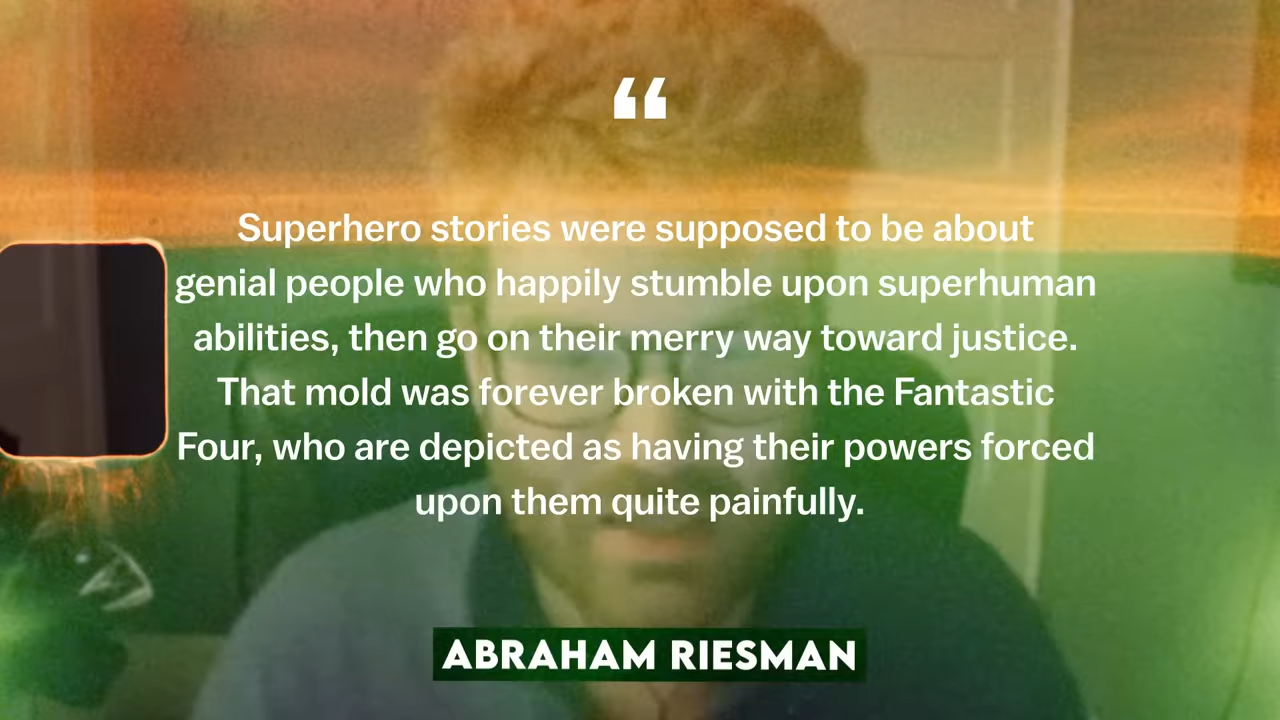 “
Superhero stories were supposed to be about
genial people who happily stumble upon superhuman
abilities, then go on their merry way toward justice.
That mold was forever broken with the Fantastic
Four, who are depicted as having their powers forced
upon them quite painfully.
ABRAHAM RIESMAN